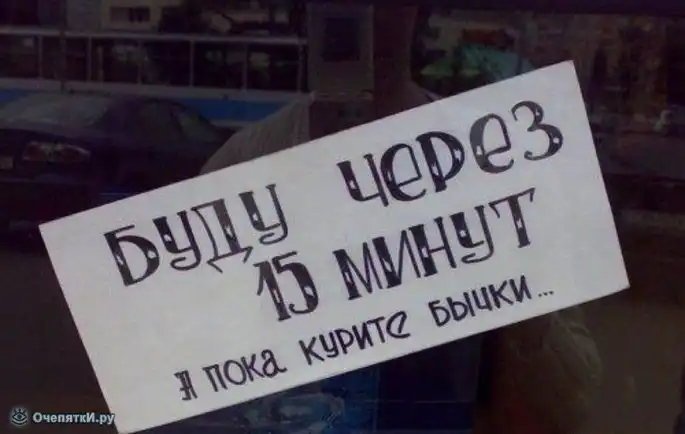 Буду через
15 минут
А пока курите бычки...
ОчепяткИ.ру